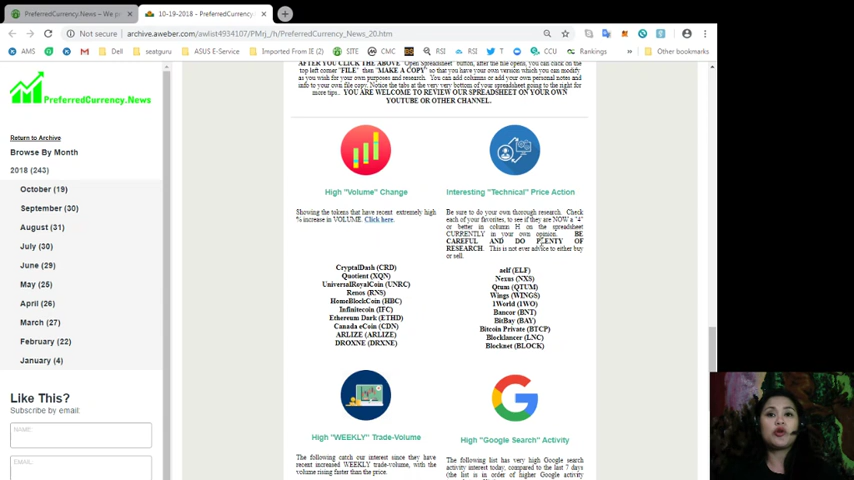 PreferredCurrency.News – We p
10-19-2018 - PreferredCurrency
Not secure | archive.aweber.com/awlist4934107/PMrj_/h/PreferredCurrency_News_20.htm
AMS
Dell
seatguru
ASUS E-Service
Imported From IE (2)
SITE
CMC
RSI
RSI
T
CCU
Rankings
Other bookmarks
PreferredCurrency.News
Return to Archive
Browse By Month
2018 (243)
October (19)
September (30)
August (31)
July (30)
June (29)
May (25)
April (26)
March (27)
February (22)
January (4)
Like This?
Subscribe by email:
NAME:
EMAIL:
AFTER YOU CLICK THE ABOVE "Open Spreadsheet" button, after the file opens, you can click on the
top left corner "FILE" then "MAKE A COPY" so that you have your own version which you can modify
as you wish for your own purposes and research. You can add columns or add your own personal notes and
info to your own file copy. Notice the tabs at the very very bottom of your spreadsheet going to the right for
more tips.. YOU ARE WELCOME TO REVIEW OUR SPREADSHEET ON YOUR OWN
YOUTUBE OR OTHER CHANNEL.
High "Volume" Change
Showing the tokens that have recent extremely high
% increase in VOLUME. Click here.
CryptalDash (CRD)
Quotient (XQN)
UniversalRoyalCoin (UNRC)
Renos (RNS)
HomeBlockCoin (HBC)
Infinitecoin (IFC)
Ethereum Dark (ETHD)
Canada eCoin (CDN)
ARLIZE (ARLIZE)
DROXNE (DRXNE)
Interesting "Technical" Price Action
Be sure to do your own thorough research. Check
each of your favorites, to see if they are NOW a "4"
or better in column H on the spreadsheet
CURRENTLY in your own opinion. BE
CAREFUL AND DO PLENTY OF
RESEARCH. This is not ever advice to either buy
or sell.
aelf (ELF)
Nexus (NXS)
Qtum (QTUM)
Wings (WINGS)
1World (1WO)
Bancor (BNT)
BitBay (BAY)
Bitcoin Private (BTCP)
Blocklancer (LNC)
Blocknet (BLOCK)
High "WEEKLY" Trade-Volume
The following catch our interest since they have
recent increased WEEKLY trade-volume, with the
volume rising faster than the price.
High "Google Search" Activity
The following list has very high Google search
activity interest today, compared to the last 7 days
(the list is in order of higher Google activity